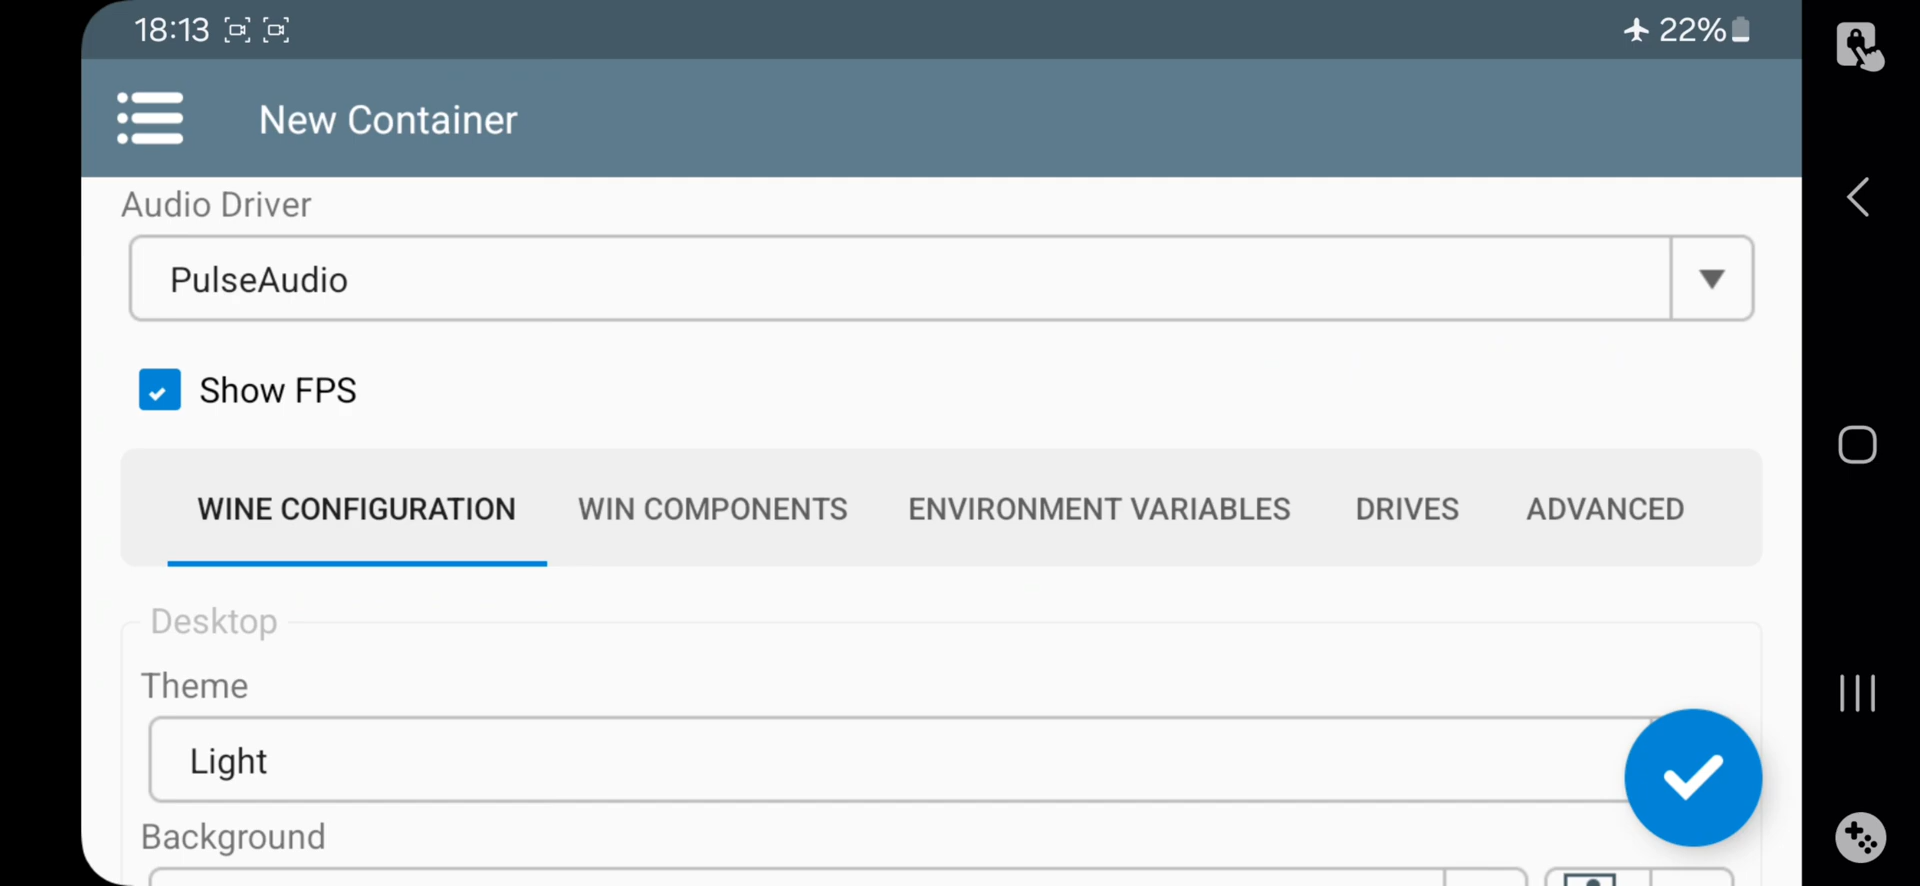 18:13 22%
New Container
Audio Driver
PulseAudio
Show FPS
WINE CONFIGURATION WIN COMPONENTS ENVIRONMENT VARIABLES DRIVES ADVANCED
Desktop
Theme
Light
Background